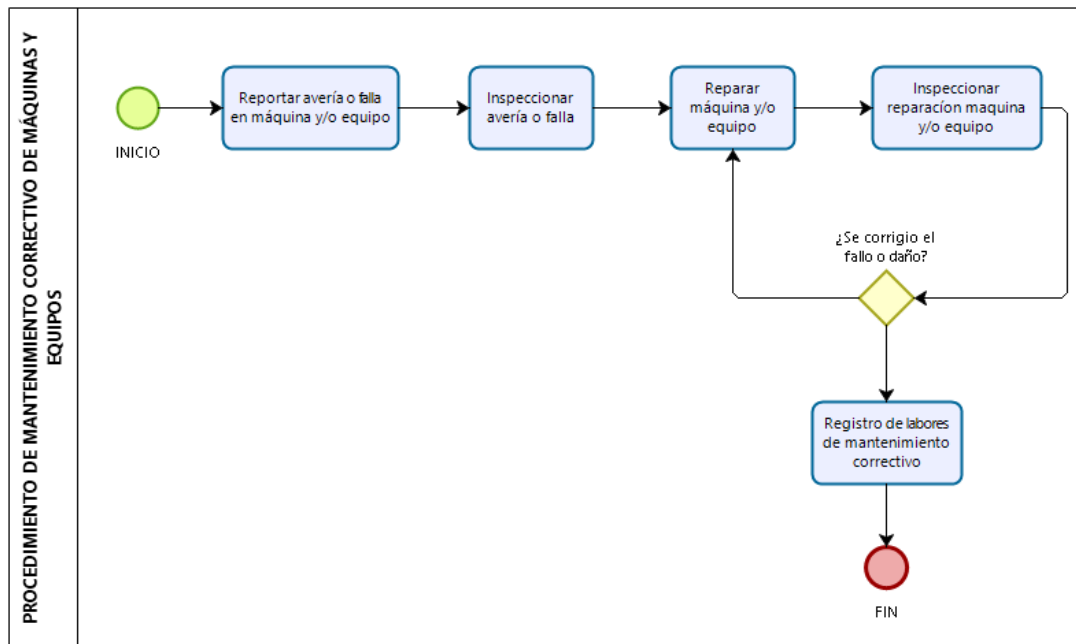 PROCEDIMIENTO DE MANTENIMIENTO CORRECTIVO DE MÁQUINAS Y
EQUIPOS
INICIO
Reportar avería o falla
en máquina y/o equipo
Inspeccionar
avería o falla
Reparar
máquina y/o
equipo
Inspeccionar
reparacíon maquina
y/o equipo
¿Se corrigio el
fallo o daño?
Registro de labores
de mantenimiento
correctivo
FIN